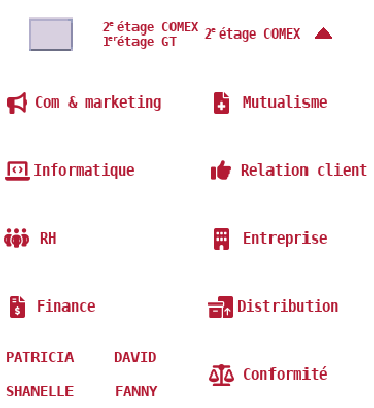 2e étage COMEX
1er étage GT
2e étage COMEX
Com & marketing
Mutualisme
Informatique
Relation client
RH
Entreprise
Finance
Distribution
PATRICIA
DAVID
Conformité
SHANELLE
FANNY